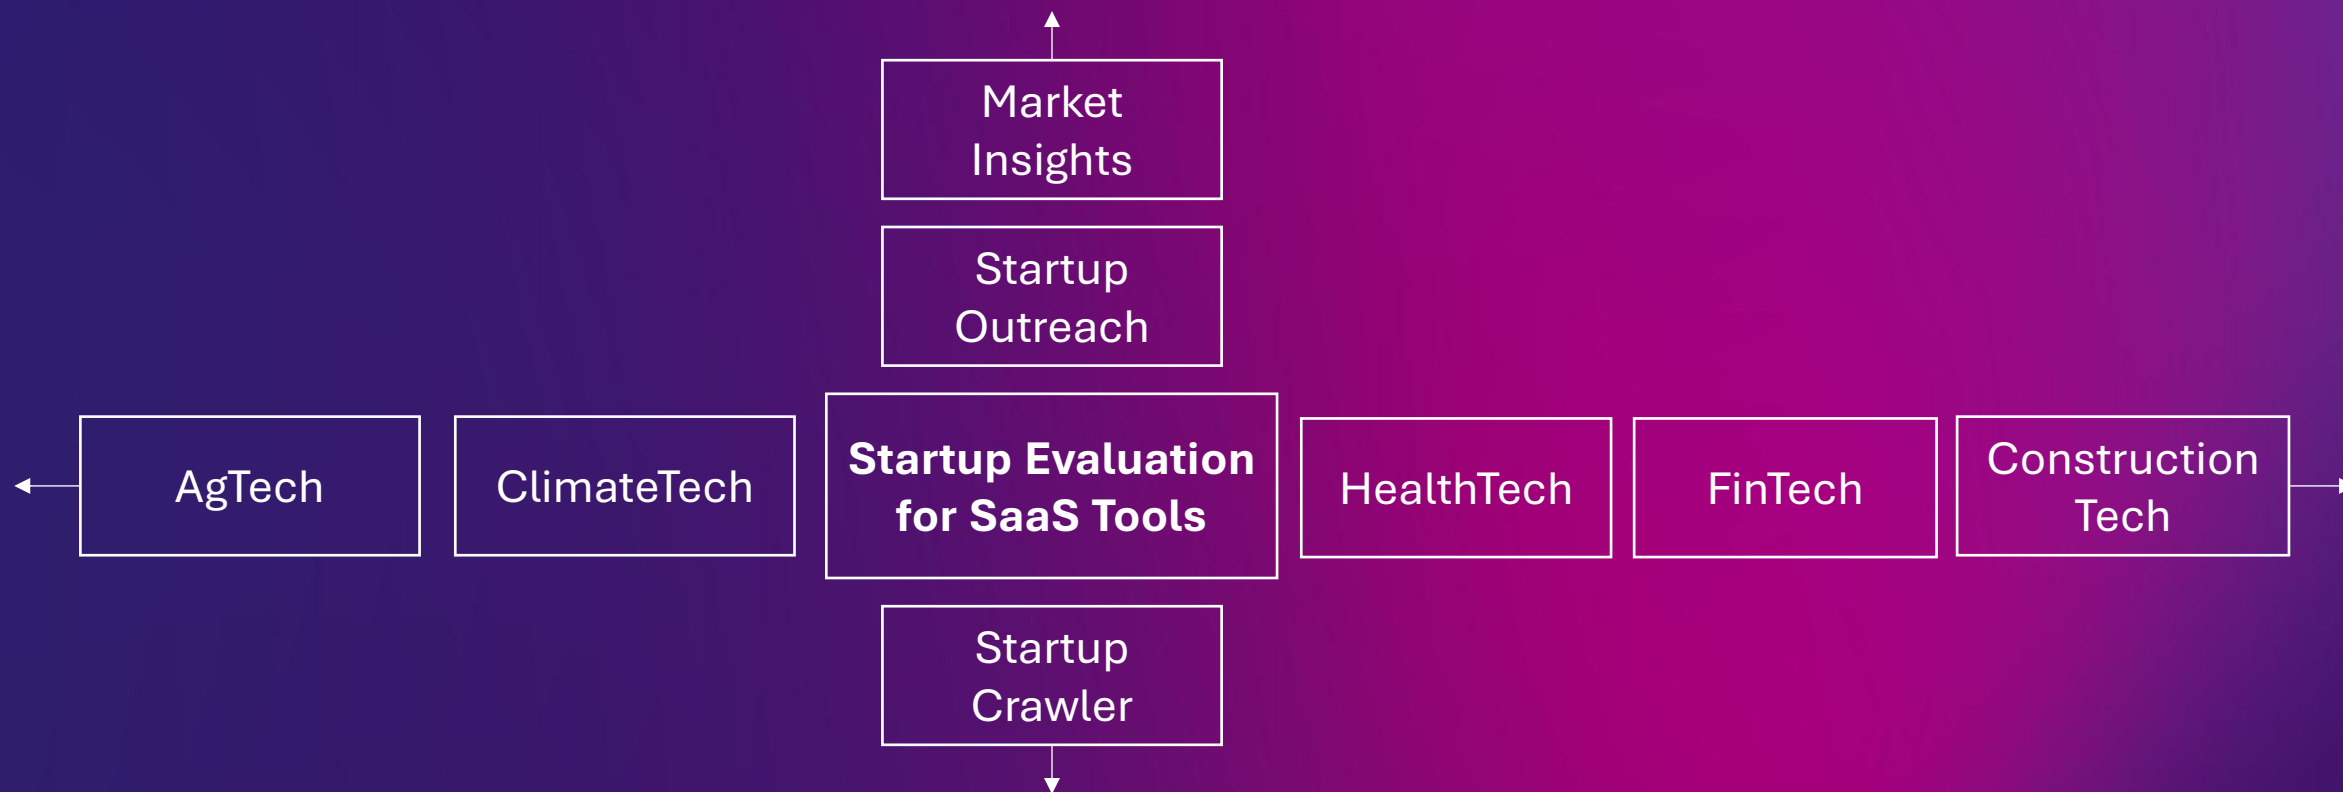 Market
Insights
Startup
Outreach
AgTech
ClimateTech
Startup Evaluation
for SaaS Tools
HealthTech
FinTech
Construction
Tech
Startup
Crawler